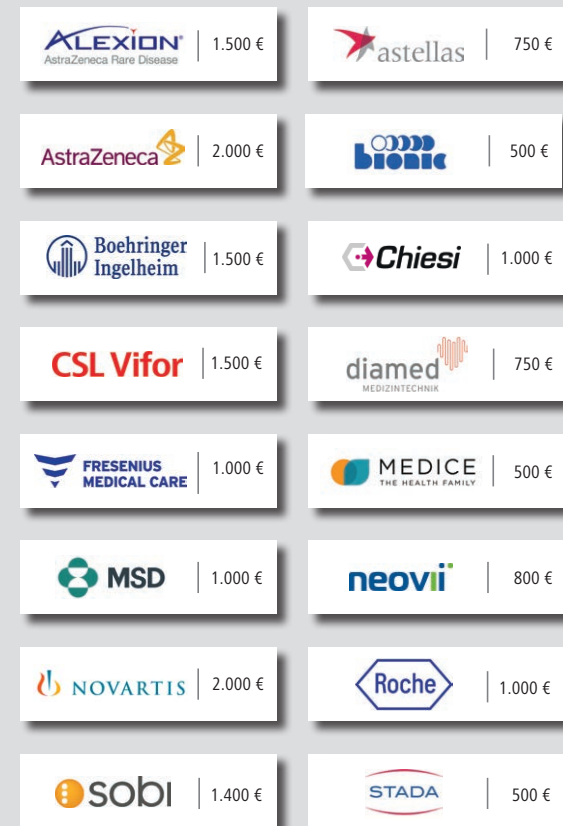 ALEXION®
AstraZeneca Rare Disease
1.500 €
astellas
750 €
AstraZeneca
2.000 €
bionic
500 €
Boehringer
Ingelheim
1.500 €
Chiesi
1.000 €
CSL Vifor
1.500 €
diamed
MEDIZINTECHNIK
750 €
FRESENIUS
MEDICAL CARE
1.000 €
MEDICE
THE HEALTH FAMILY
500 €
MSD
1.000 €
neovii
800 €
NOVARTIS
2.000 €
Roche
1.000 €
sobi
1.400 €
STADA
500 €